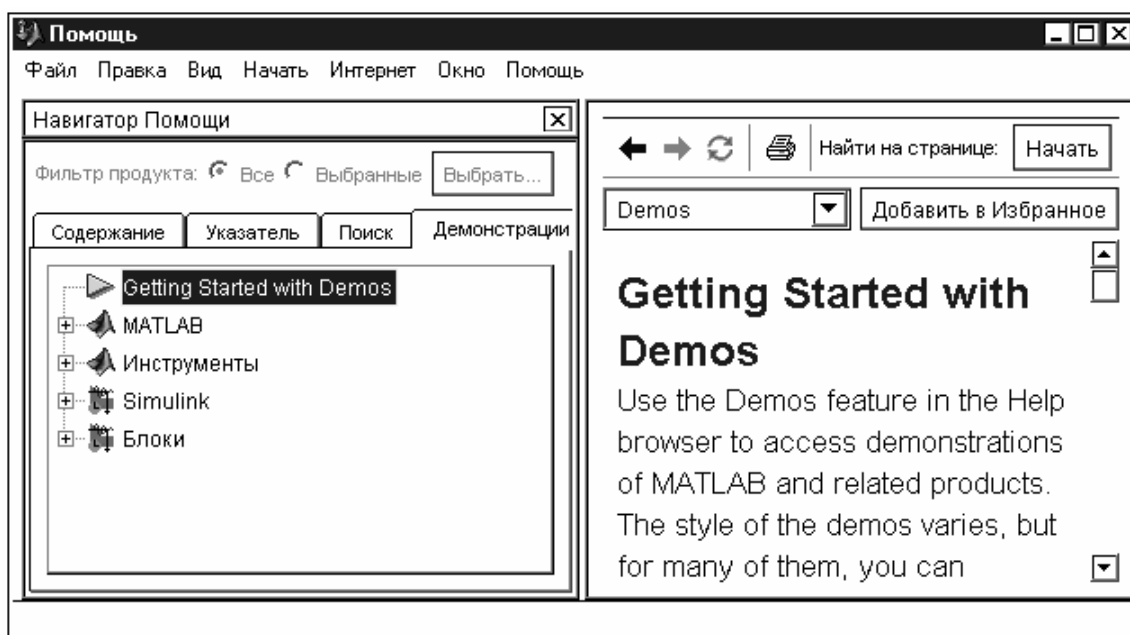 Помощь
Файл Правка Вид Начать Интернет Окно Помощь
Навигатор Помощи
Фильтр продукта: Все Выбранные Выбрать...
Содержание Указатель Поиск Демонстрации
Getting Started with Demos
MATLAB
Инструменты
Simulink
Блоки
Найти на странице: Начать
Demos Добавить в Избранное
Getting Started with
Demos
Use the Demos feature in the Help
browser to access demonstrations
of MATLAB and related products.
The style of the demos varies, but
for many of them, you can